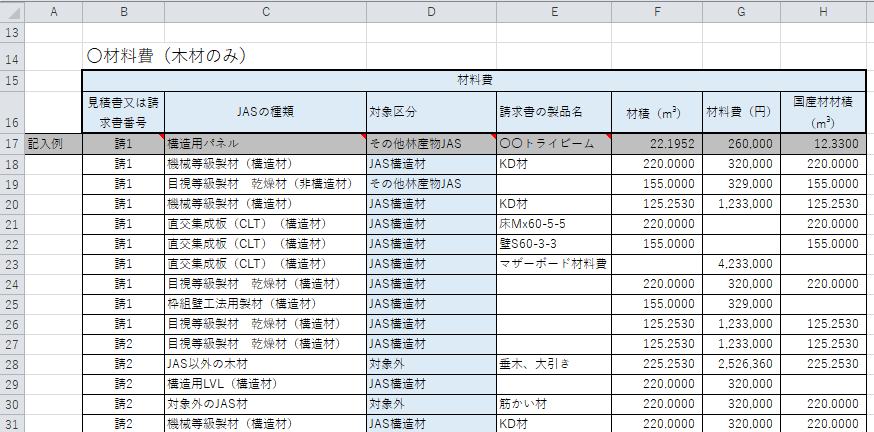 A B C D E F G H
13
14 〇材料費（木材のみ）
15 材料費
16 見積書又は請求書番号 JASの種類 対象区分 請求書の製品名 材積（m³） 材料費（円） 国産材材積（m³）
17 記入例 請1 構造用パネル その他林産物JAS 〇〇トライビーム 22.1952 260,000 12.3300
18 請1 機械等級製材（構造材） JAS構造材 KD材 220.0000 320,000 220.0000
19 請1 目視等級製材　乾燥材（非構造材） その他林産物JAS 155.0000 329,000 155.0000
20 請1 機械等級製材（構造材） JAS構造材 KD材 125.2530 1,233,000 125.2530
21 請1 直交集成板（CLT）（構造材） JAS構造材 床Mx60-5-5 220.0000 220.0000
22 請1 直交集成板（CLT）（構造材） JAS構造材 壁S60-3-3 155.0000 155.0000
23 請1 直交集成板（CLT）（構造材） JAS構造材 マザーボード材料費 4,233,000
24 請1 目視等級製材　乾燥材（構造材） JAS構造材 220.0000 320,000 220.0000
25 請1 枠組壁工法用製材（構造材） JAS構造材 155.0000 329,000
26 請1 目視等級製材　乾燥材（構造材） JAS構造材 125.2530 1,233,000 125.2530
27 請2 目視等級製材　乾燥材（構造材） JAS構造材 125.2530 1,233,000 125.2530
28 請2 JAS以外の木材 対象外 垂木、大引き 225.2530 2,526,360 225.2530
29 請2 構造用LVL（構造材） JAS構造材 220.0000 320,000
30 請2 対象外のJAS材 対象外 筋かい材 220.0000 320,000 220.0000
31 請2 機械等級製材（構造材） JAS構造材 KD材 220.0000 320,000 220.0000